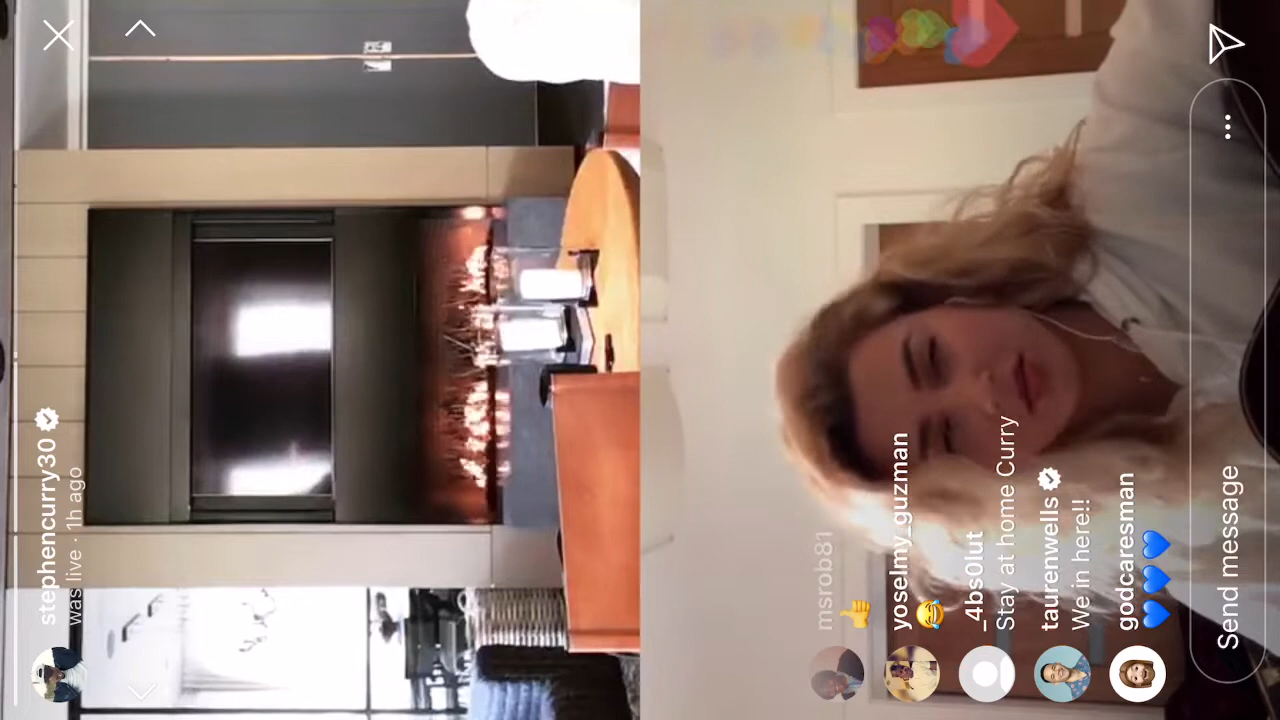 stephencurry30
was live · 1h ago
msrob81
👍
yoselmy_guzman
😂
_4bs0lut
Stay at home Curry
taurenwells
We in here!!
godcaresman
💙💙💙
Send message